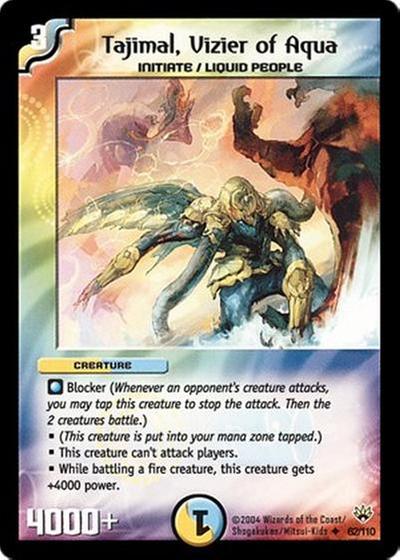 3
Tajimal, Vizier of Aqua
INITIATE / LIQUID PEOPLE
CREATURE
Blocker (Whenever an opponent's creature attacks,
you may tap this creature to stop the attack. Then the
2 creatures battle.)
▪ (This creature is put into your mana zone tapped.)
▪ This creature can't attack players.
▪ While battling a fire creature, this creature gets
+4000 power.
4000+
1
©2004 Wizards of the Coast/
Shogakukan/Mitsui-Kids ♦ 62/110